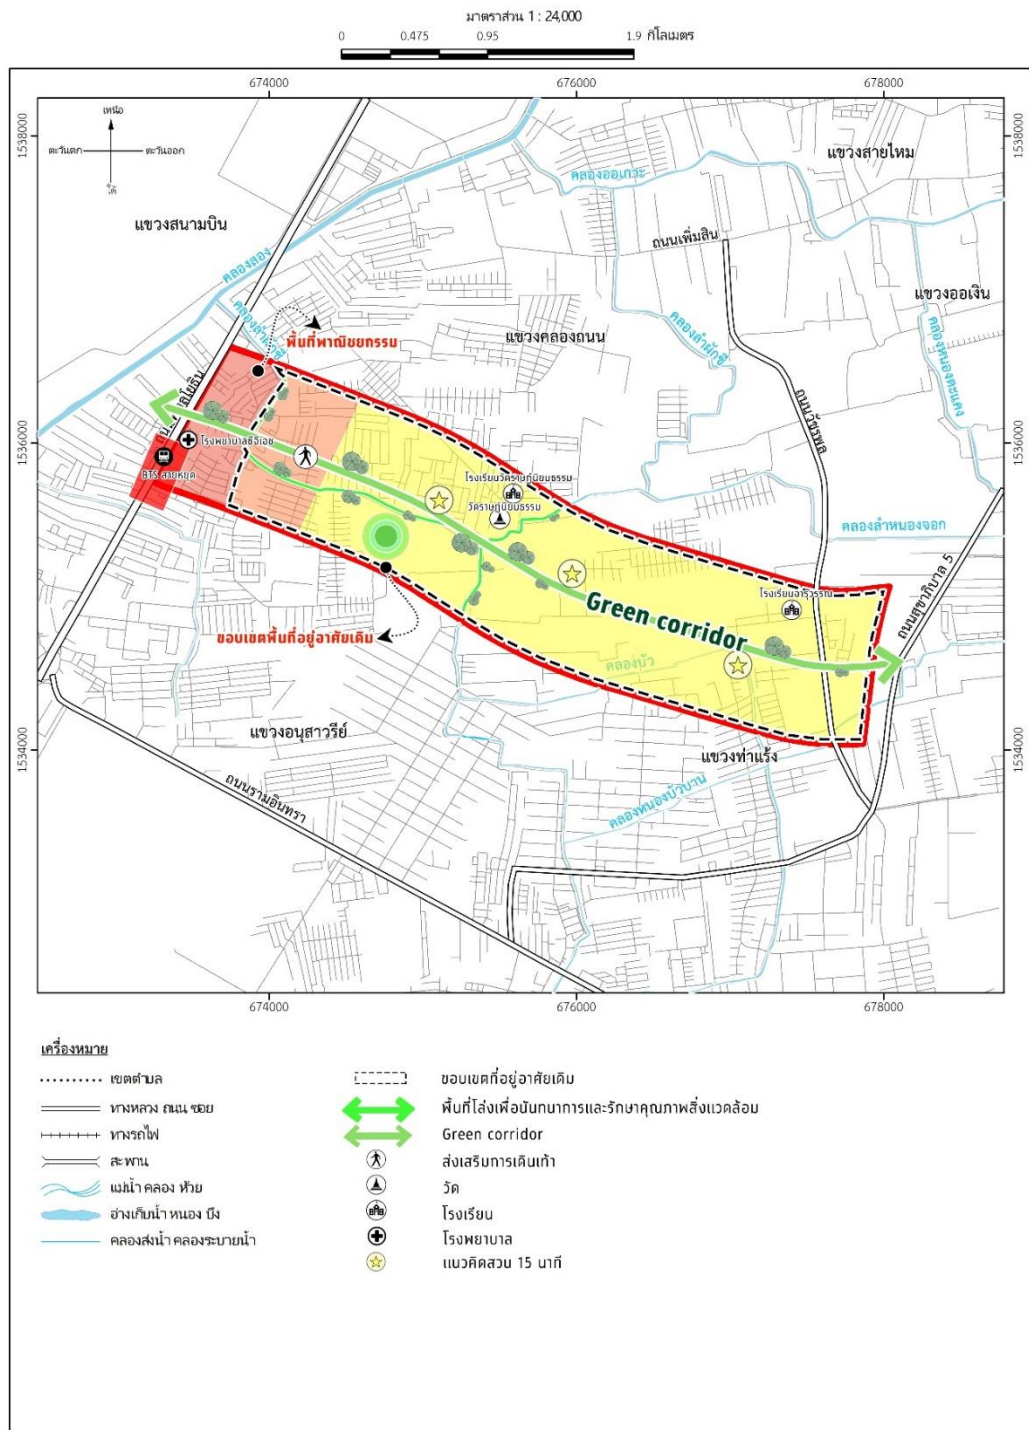 มาตราส่วน 1 : 24,000
0 0.475 0.95 1.9 กิโลเมตร
674000 676000 678000
1538000 1538000
1536000 1536000
1534000 1534000
เหนือ
ตะวันตก ตะวันออก
ใต้
แขวงสายไหม
คลองออเกวะ
แขวงสนามบิน
ถนนเพิ่มสิน
คลองสอง
แขวงออเงิน
พื้นที่พาณิชยกรรม
แขวงคลองถนน
คลองลำผักชี
คลองหนองตะแคง
ถนนวัชรพล
โรงพยาบาลซีจีเอช
BTS สายหยุด
โรงเรียนวัดราษฎร์นิยมธรรม
วัดราษฎร์นิยมธรรม
คลองลำหนองจอก
ถนนสุขาภิบาล 5
Green corridor
ขอบเขตพื้นที่อยู่อาศัยเดิม
คลองบัว
แขวงอนุสาวรีย์
แขวงท่าแร้ง
ถนนรามอินทรา
คลองหนองบัวบาน
674000 676000 678000
เครื่องหมาย
เขตตำบล
ทางหลวง ถนน ซอย
ทางรถไฟ
สะพาน
แม่น้ำ คลอง ห้วย
อ่างเก็บน้ำ หนอง บึง
คลองส่งน้ำ คลองระบายน้ำ
ขอบเขตที่อยู่อาศัยเดิม
พื้นที่โล่งเพื่อนันทนาการและรักษาคุณภาพสิ่งแวดล้อม
Green corridor
ส่งเสริมการเดินเท้า
วัด
โรงเรียน
โรงพยาบาล
แนวคิดสวน 15 นาที